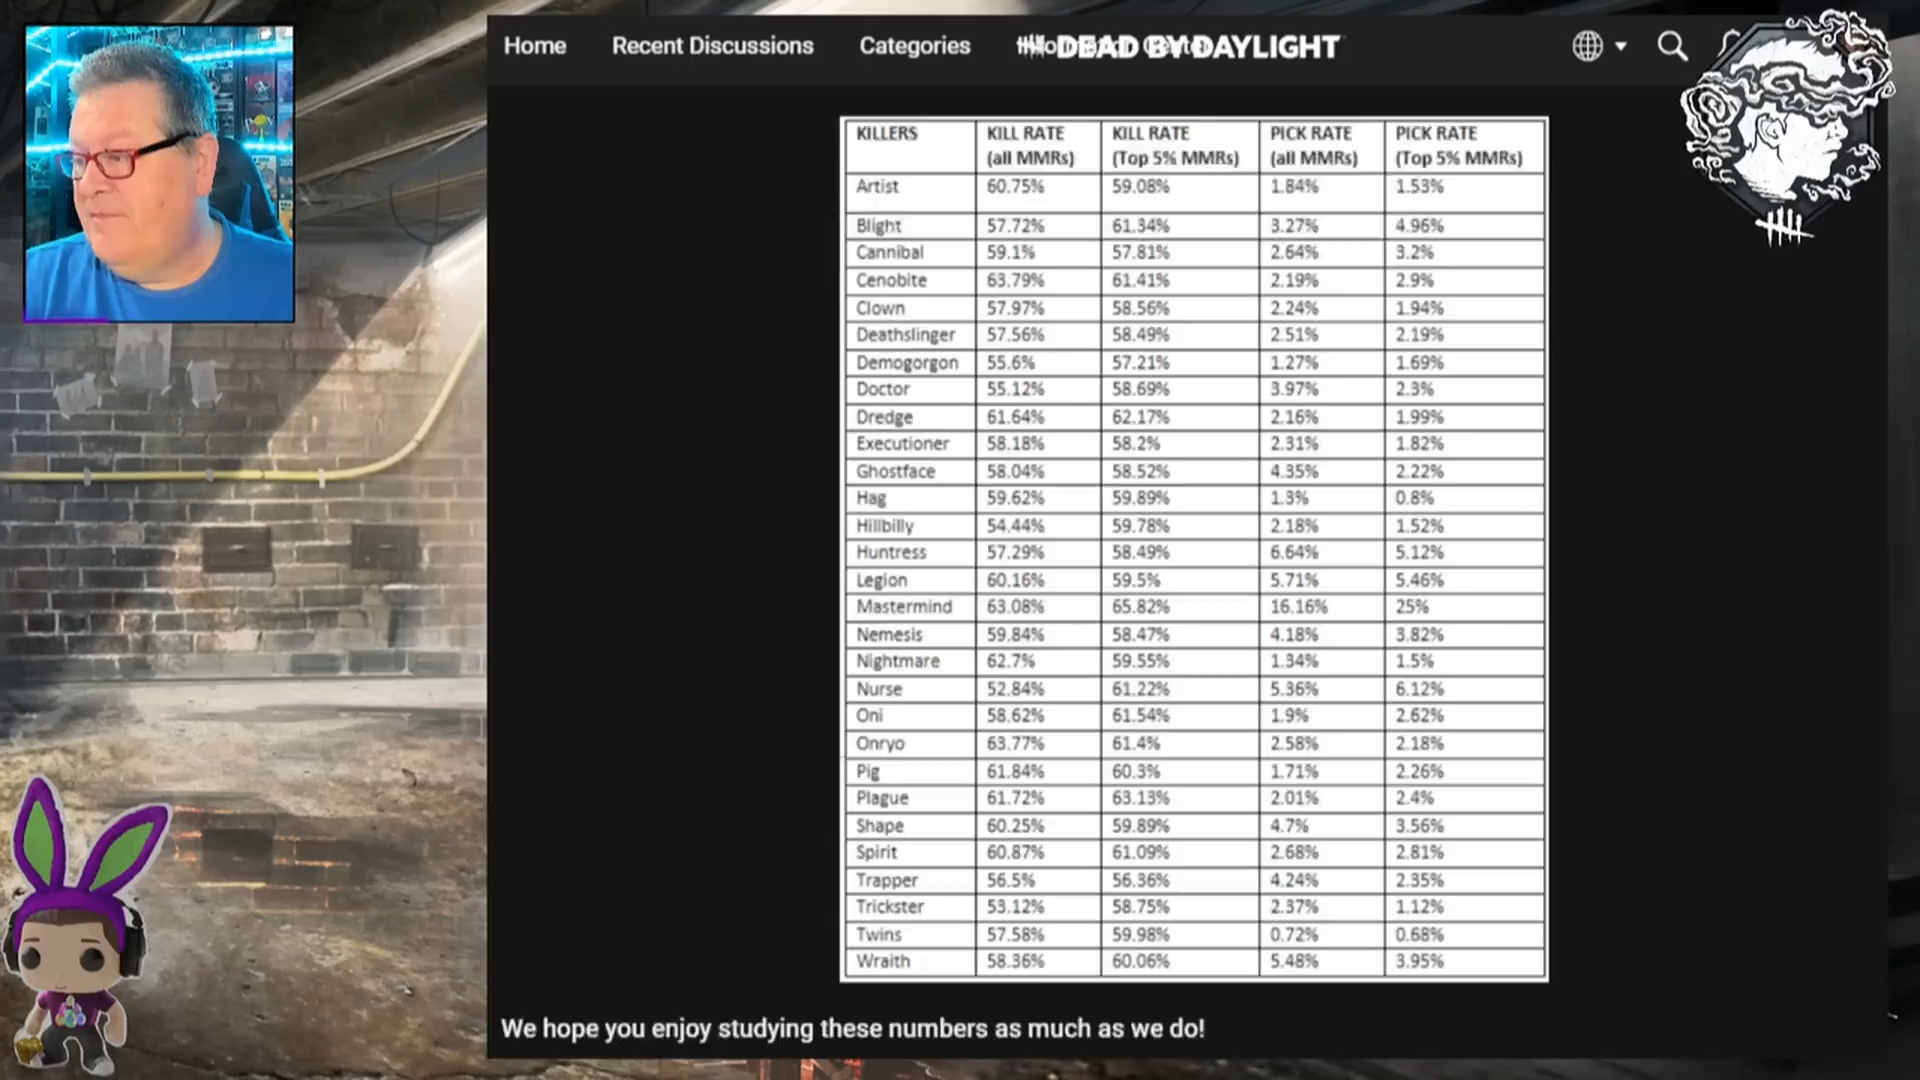 Home Recent Discussions Categories DEAD BY DAYLIGHT
KILLERS KILL RATE (all MMRs) KILL RATE (Top 5% MMRs) PICK RATE (all MMRs) PICK RATE (Top 5% MMRs)
Artist 60.75% 59.08% 1.84% 1.53%
Blight 57.72% 61.34% 3.27% 4.96%
Cannibal 59.1% 57.81% 2.64% 3.2%
Cenobite 63.79% 61.41% 2.19% 2.9%
Clown 57.97% 58.56% 2.24% 1.94%
Deathslinger 57.56% 58.49% 2.51% 2.19%
Demogorgon 55.6% 57.21% 1.27% 1.69%
Doctor 55.12% 58.69% 3.97% 2.3%
Dredge 61.64% 62.17% 2.16% 1.99%
Executioner 58.18% 58.2% 2.31% 1.82%
Ghostface 58.04% 58.52% 4.35% 2.22%
Hag 59.62% 59.89% 1.3% 0.8%
Hillbilly 54.44% 59.78% 2.18% 1.52%
Huntress 57.29% 58.49% 6.64% 5.12%
Legion 60.16% 59.5% 5.71% 5.46%
Mastermind 63.08% 65.82% 16.16% 25%
Nemesis 59.84% 58.47% 4.18% 3.82%
Nightmare 62.7% 59.55% 1.34% 1.5%
Nurse 52.84% 61.22% 5.36% 6.12%
Oni 58.62% 61.54% 1.9% 2.62%
Onryo 63.77% 61.4% 2.58% 2.18%
Pig 61.84% 60.3% 1.71% 2.26%
Plague 61.72% 63.13% 2.01% 2.4%
Shape 60.25% 59.89% 4.7% 3.56%
Spirit 60.87% 61.09% 2.68% 2.81%
Trapper 56.5% 56.36% 4.24% 2.35%
Trickster 53.12% 58.75% 2.37% 1.12%
Twins 57.58% 59.98% 0.72% 0.68%
Wraith 58.36% 60.06% 5.48% 3.95%
We hope you enjoy studying these numbers as much as we do!